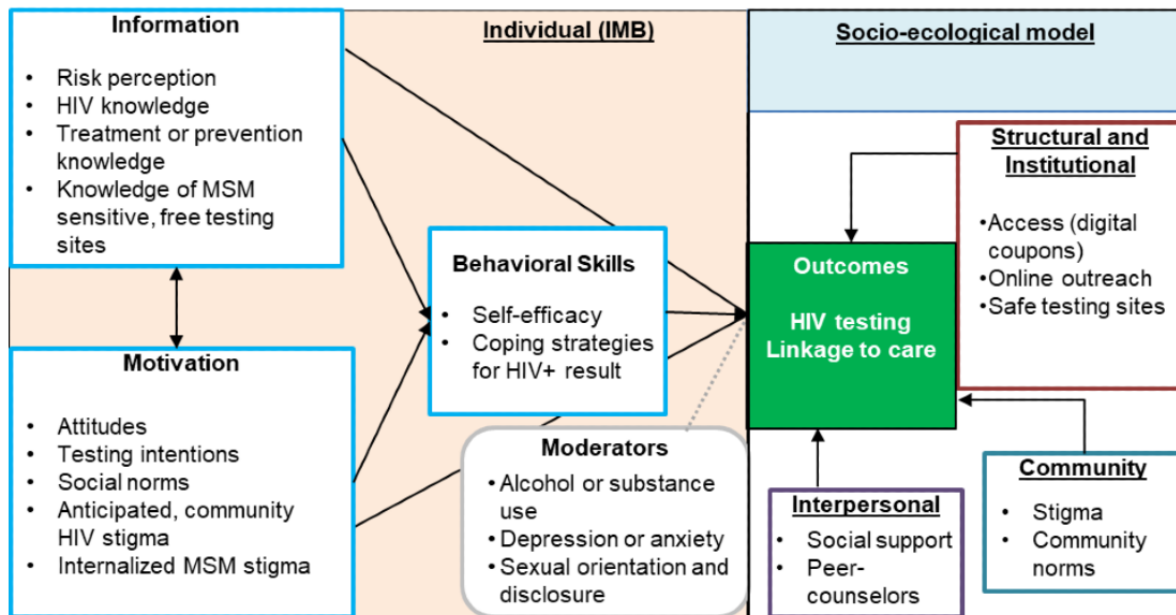 Information
• Risk perception
• HIV knowledge
• Treatment or prevention
knowledge
• Knowledge of MSM
sensitive, free testing
sites
Motivation
• Attitudes
• Testing intentions
• Social norms
• Anticipated, community
HIV stigma
• Internalized MSM stigma
Individual (IMB)
Behavioral Skills
• Self-efficacy
• Coping strategies
for HIV+ result
Moderators
• Alcohol or substance
use
• Depression or anxiety
• Sexual orientation and
disclosure
Socio-ecological model
Outcomes
HIV testing
Linkage to care
Structural and
Institutional
• Access (digital
coupons)
• Online outreach
• Safe testing sites
Interpersonal
• Social support
• Peer-
counselors
Community
• Stigma
• Community
norms